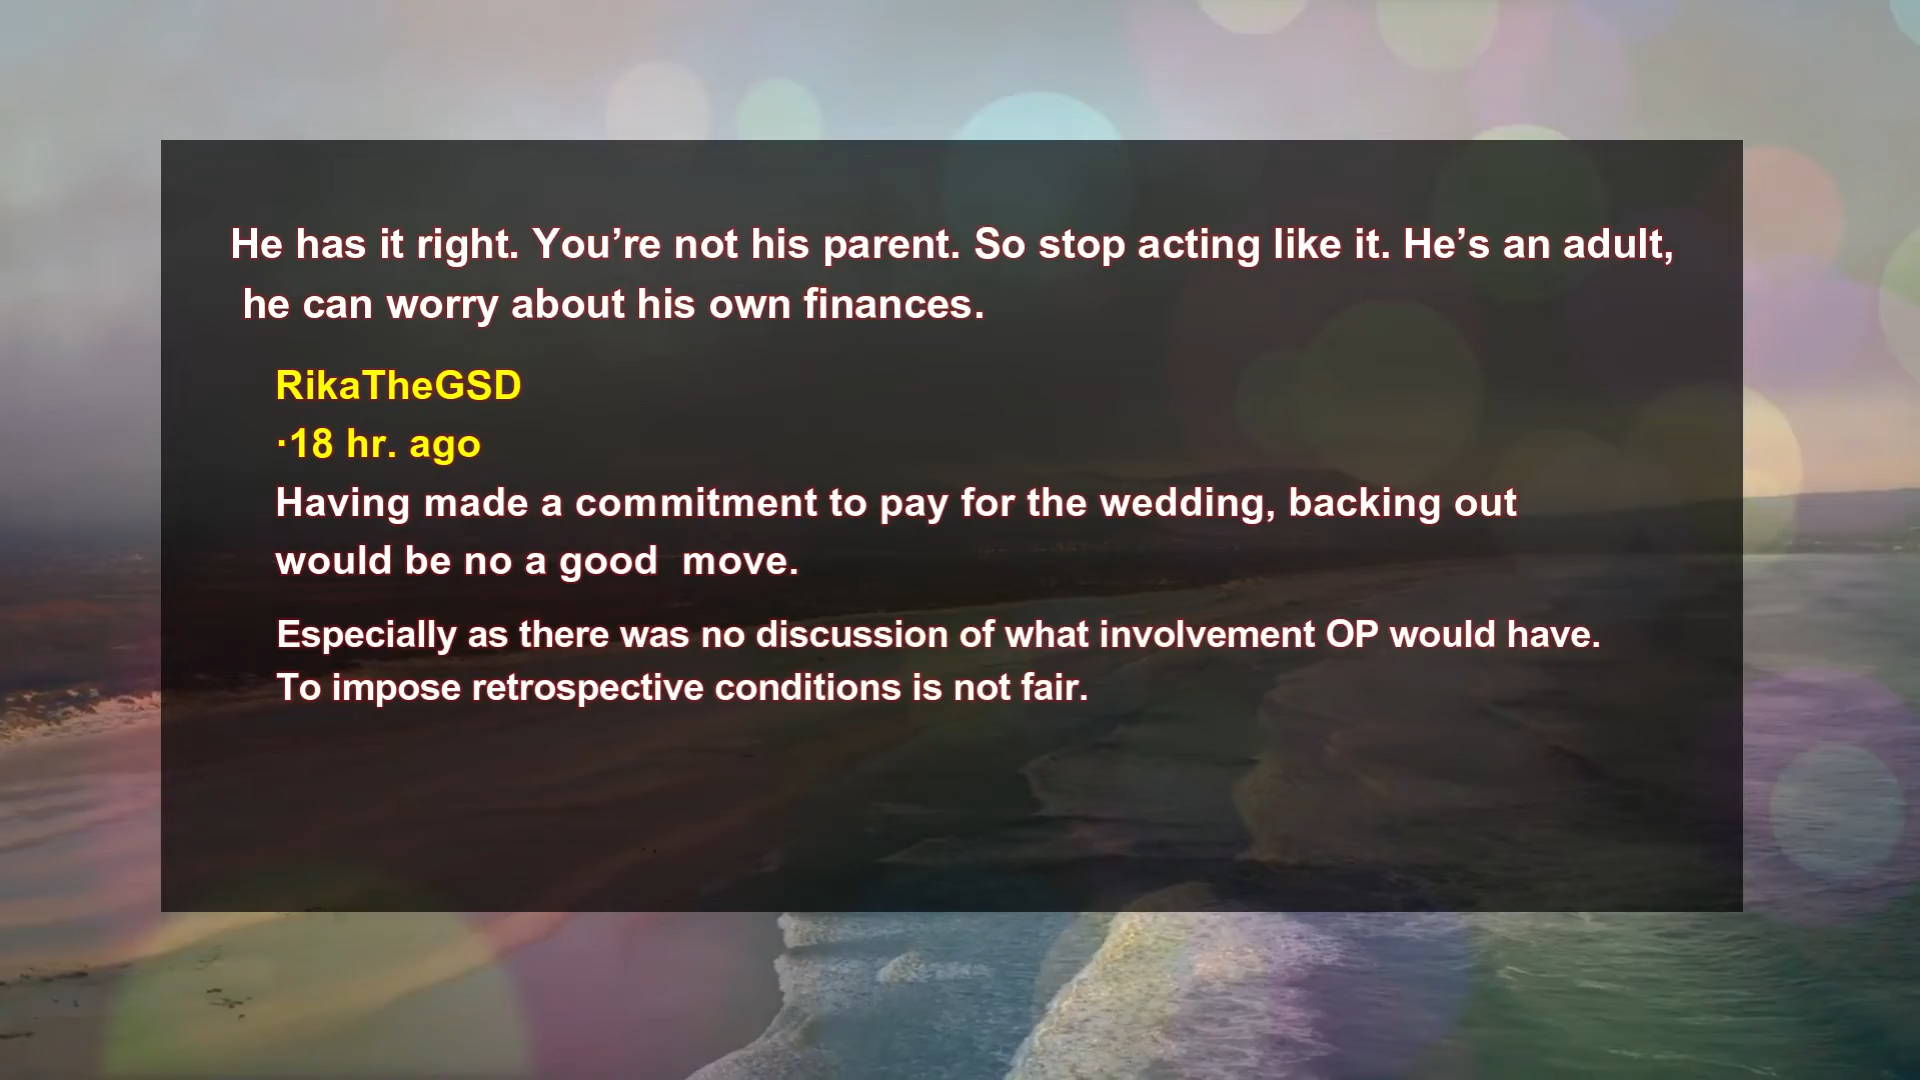 He has it right. You’re not his parent. So stop acting like it. He’s an adult,
he can worry about his own finances.
RikaTheGSD
·18 hr. ago
Having made a commitment to pay for the wedding, backing out
would be no a good  move.
Especially as there was no discussion of what involvement OP would have.
To impose retrospective conditions is not fair.